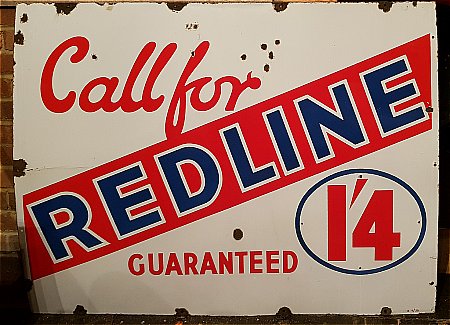 Call for
REDLINE
GUARANTEED
1'4